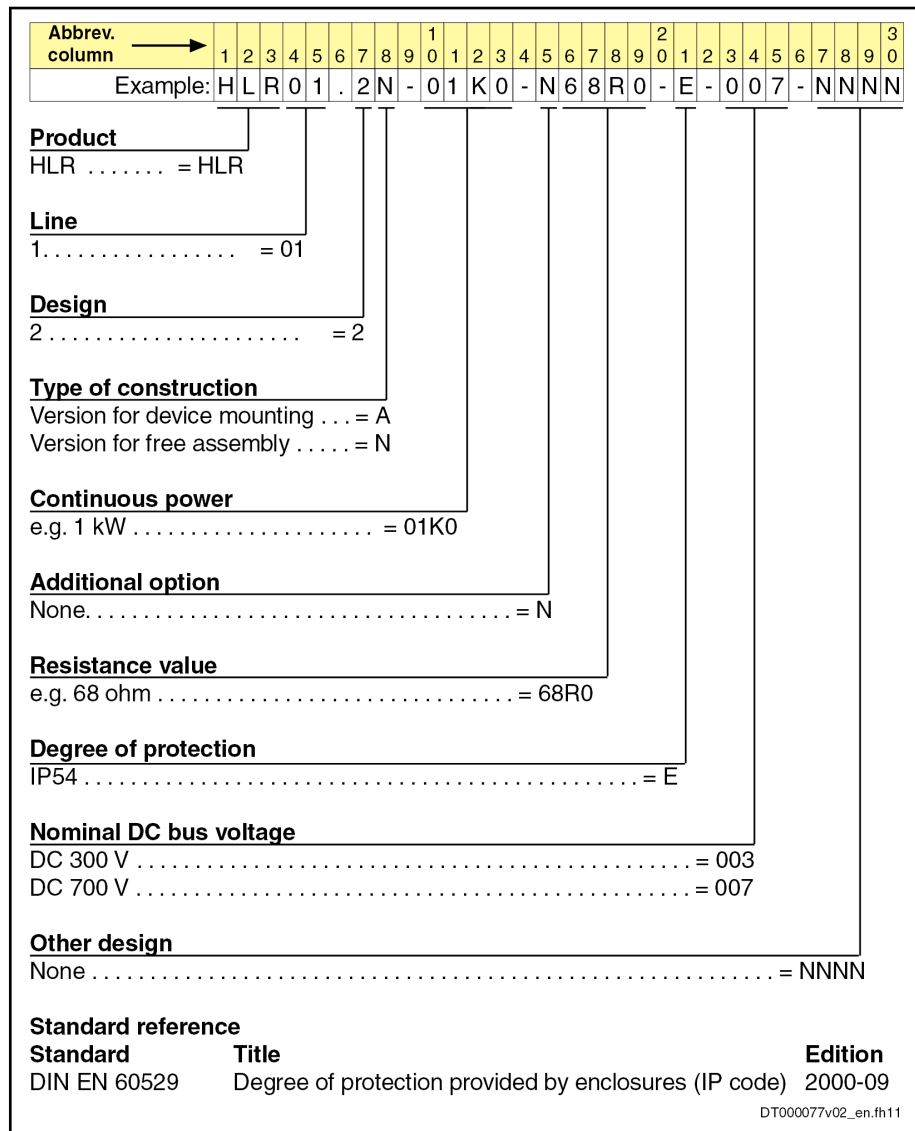 Abbrev. column 1 2 3 4 5 6 7 8 9 10 1 2 3 4 5 6 7 8 9 20 1 2 3 4 5 6 7 8 9 30
Example: H L R 0 1 . 2 N - 0 1 K 0 - N 6 8 R 0 - E - 0 0 7 - N N N N
Product
HLR . . . . . . . = HLR
Line
1. . . . . . . . . . . . . . . . . = 01
Design
2 . . . . . . . . . . . . . . . . . . . . . . = 2
Type of construction
Version for device mounting . . . = A
Version for free assembly . . . . . = N
Continuous power
e.g. 1 kW . . . . . . . . . . . . . . . . . . . . . = 01K0
Additional option
None. . . . . . . . . . . . . . . . . . . . . . . . . . . . . . . . . . . . . = N
Resistance value
e.g. 68 ohm . . . . . . . . . . . . . . . . . . . . . . . . . . . . . . . = 68R0
Degree of protection
IP54 . . . . . . . . . . . . . . . . . . . . . . . . . . . . . . . . . . . . . . . . . . . . . . . . = E
Nominal DC bus voltage
DC 300 V . . . . . . . . . . . . . . . . . . . . . . . . . . . . . . . . . . . . . . . . . . . . . . . . = 003
DC 700 V . . . . . . . . . . . . . . . . . . . . . . . . . . . . . . . . . . . . . . . . . . . . . . . . = 007
Other design
None . . . . . . . . . . . . . . . . . . . . . . . . . . . . . . . . . . . . . . . . . . . . . . . . . . . . . . . . . . . . = NNNN
Standard reference
Standard Title Edition
DIN EN 60529 Degree of protection provided by enclosures (IP code) 2000-09
DT000077v02_en.fh11